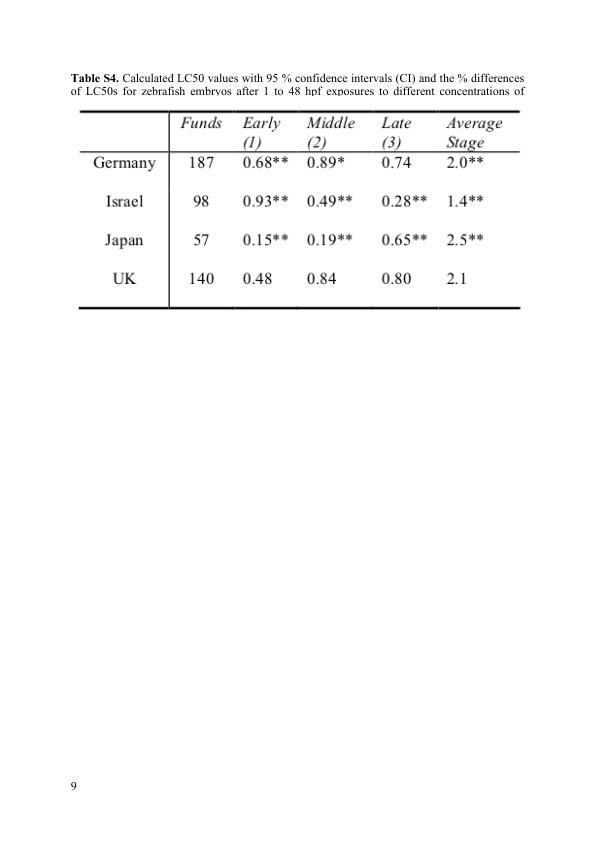 Table S4. Calculated LC50 values with 95 % confidence intervals (CI) and the % differences
of LC50s for zebrafish embryos after 1 to 48 hpf exposures to different concentrations of
Funds Early Middle Late Average
(1) (2) (3) Stage
Germany 187 0.68** 0.89* 0.74 2.0**
Israel 98 0.93** 0.49** 0.28** 1.4**
Japan 57 0.15** 0.19** 0.65** 2.5**
UK 140 0.48 0.84 0.80 2.1
9